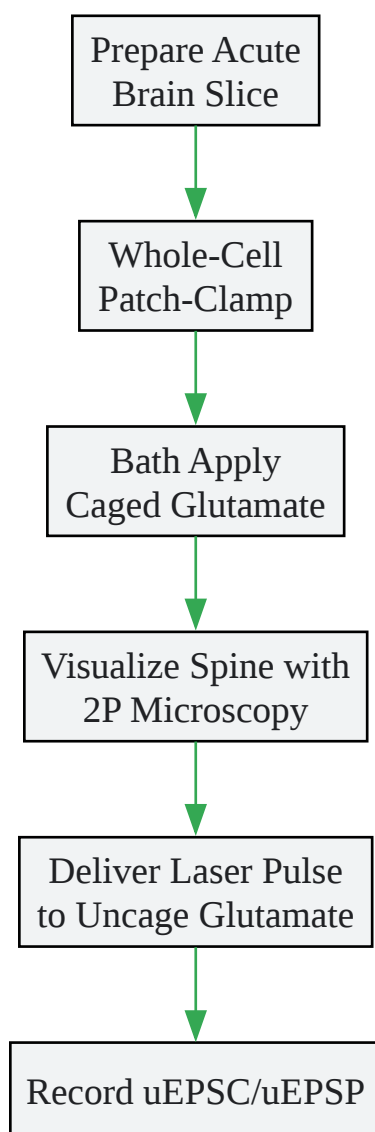 Prepare Acute
Brain Slice
Whole-Cell
Patch-Clamp
Bath Apply
Caged Glutamate
Visualize Spine with
2P Microscopy
Deliver Laser Pulse
to Uncage Glutamate
Record uEPSC/uEPSP